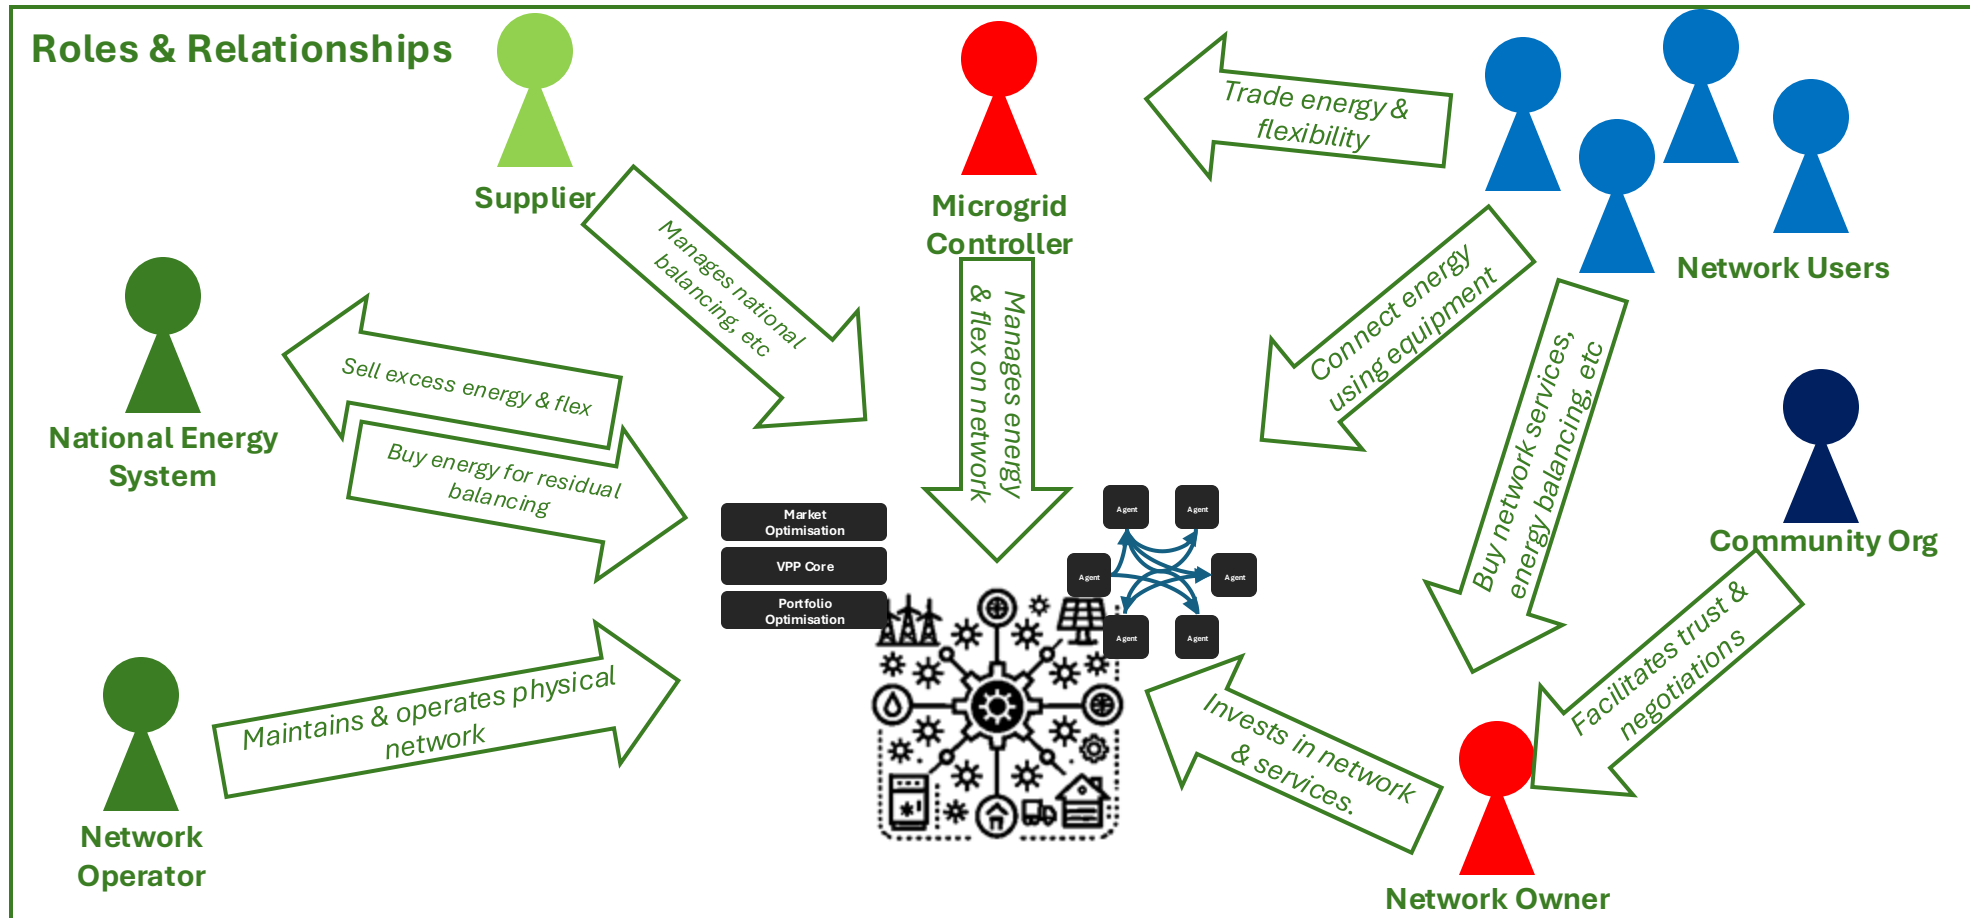 Roles & Relationships
Supplier
Microgrid
Controller
Network Users
National Energy
System
Community Org
Network
Operator
Network Owner
Trade energy &
flexibility
Manages national
balancing, etc
Manages energy
& flex on network
Connect energy
using equipment
Buy network services,
energy balancing, etc
Sell excess energy & flex
Buy energy for residual
balancing
Market
Optimisation
VPP Core
Portfolio
Optimisation
Agent
Agent
Agent
Agent
Agent
Agent
Facilitates trust &
negotiations
Maintains & operates physical
network
Invests in network
& services.